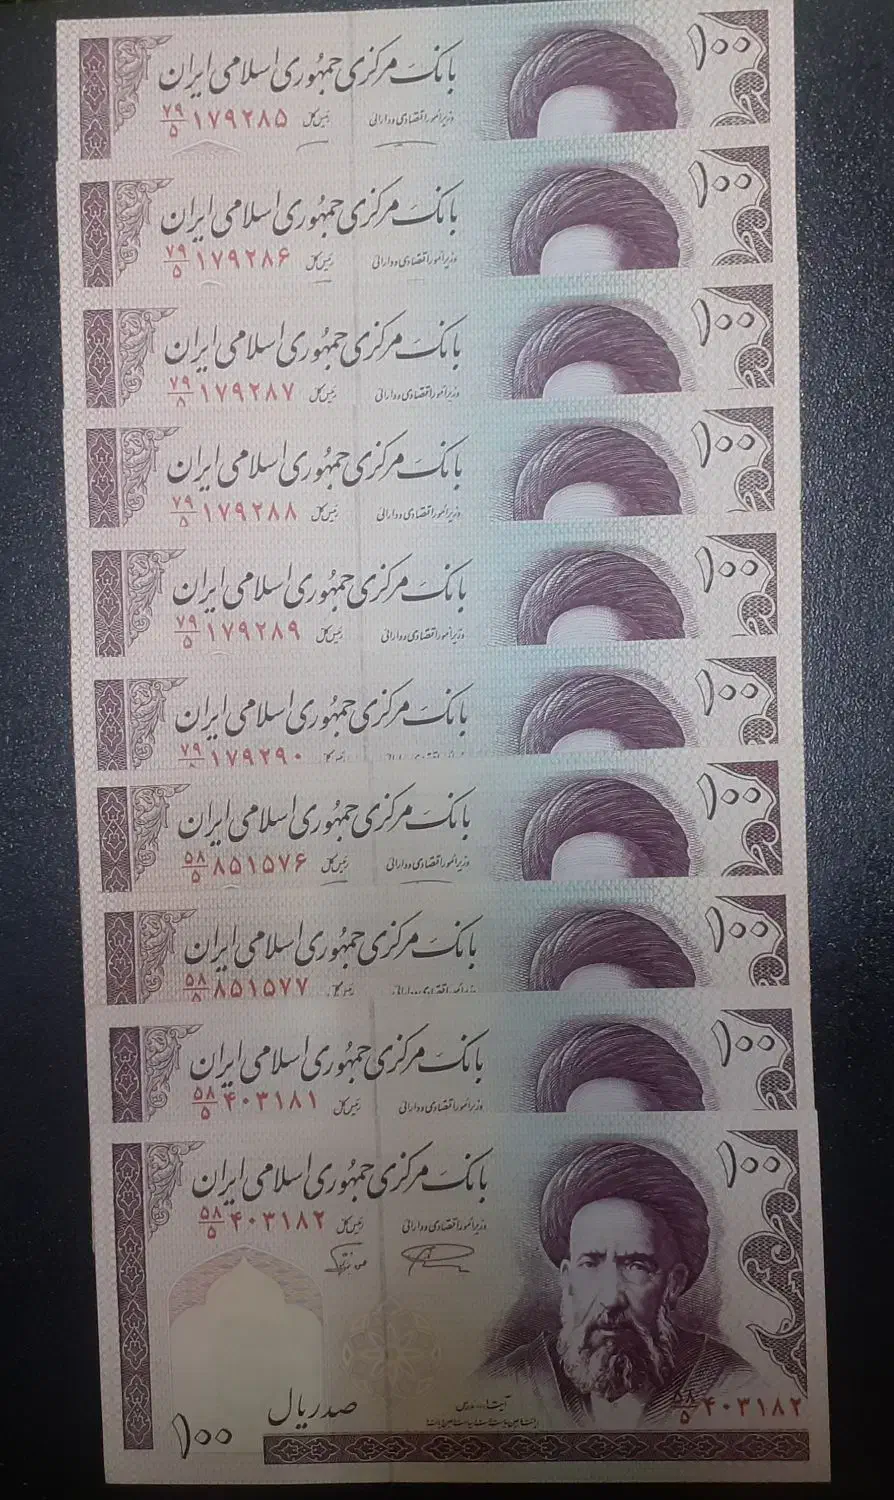 بانک مرکزی جمهوری اسلامی ایران ۱۰۰
۷۹/۵ ۱۷۹۲۸۵ رئیس کل وزیر امور اقتصادی و دارائی
بانک مرکزی جمهوری اسلامی ایران ۱۰۰
۷۹/۵ ۱۷۹۲۸۶ رئیس کل وزیر امور اقتصادی و دارائی
بانک مرکزی جمهوری اسلامی ایران ۱۰۰
۷۹/۸ ۱۷۹۲۸۷ رئیس کل وزیر امور اقتصادی و دارائی
بانک مرکزی جمهوری اسلامی ایران ۱۰۰
۷۹/۵ ۱۷۹۲۸۸ رئیس کل وزیر امور اقتصادی و دارائی
بانک مرکزی جمهوری اسلامی ایران ۱۰۰
۷۹/۵ ۱۷۹۲۸۹ رئیس کل وزیر امور اقتصادی و دارائی
بانک مرکزی جمهوری اسلامی ایران ۱۰۰
۷۹ ۱۷۹۲۹۰
بانک مرکزی جمهوری اسلامی ایران ۱۰۰
۵۸/۵ ۸۵۱۵۷۶ رئیس کل وزیر امور اقتصادی و دارائی
بانک مرکزی جمهوری اسلامی ایران ۱۰۰
۵۸ ۸۵۱۵۷۷
بانک مرکزی جمهوری اسلامی ایران ۱۰۰
۵۸/۵ ۴۰۳۱۸۱ رئیس کل وزیر امور اقتصادی و دارائی
بانک مرکزی جمهوری اسلامی ایران ۱۰۰
۵۸/۵ ۴۰۳۱۸۲ رئیس کل وزیر امور اقتصادی و دارائی
صد ریال
۵۸/۵ ۴۰۳۱۸۲
۱۰۰